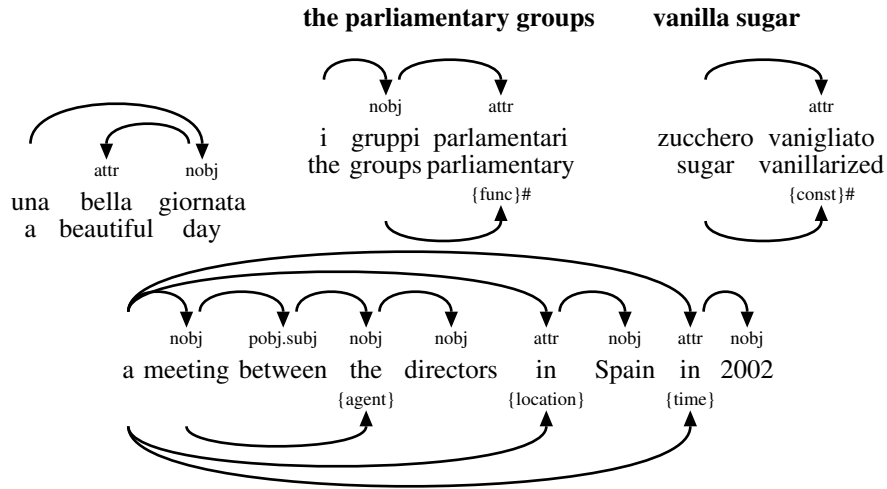 the parliamentary groups
vanilla sugar
nobj attr
i gruppi parlamentari
the groups parliamentary
{func}#
attr
zucchero vanigliato
sugar vanillarized
{const}#
attr nobj
una bella giornata
a beautiful day
nobj pobj.subj nobj nobj attr nobj attr nobj
a meeting between the directors in Spain in 2002
{agent} {location} {time}